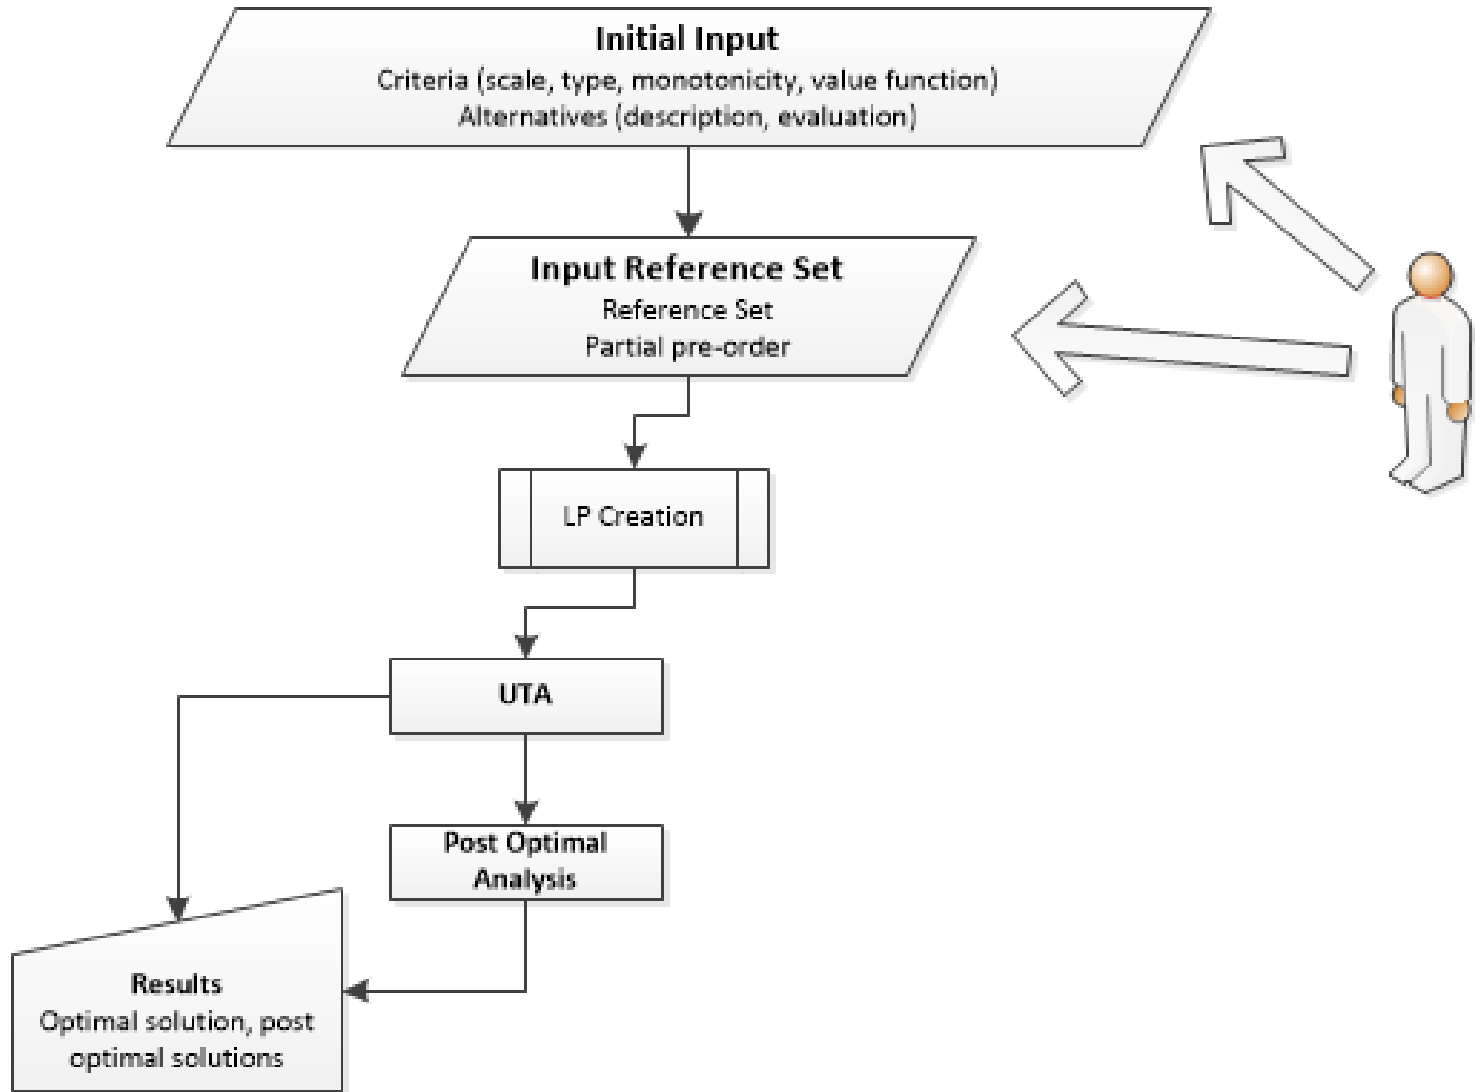 Initial Input
Criteria (scale, type, monotonicity, value function)
Alternatives (description, evaluation)
Input Reference Set
Reference Set
Partial pre-order
LP Creation
UTA
Post Optimal
Analysis
Results
Optimal solution, post
optimal solutions